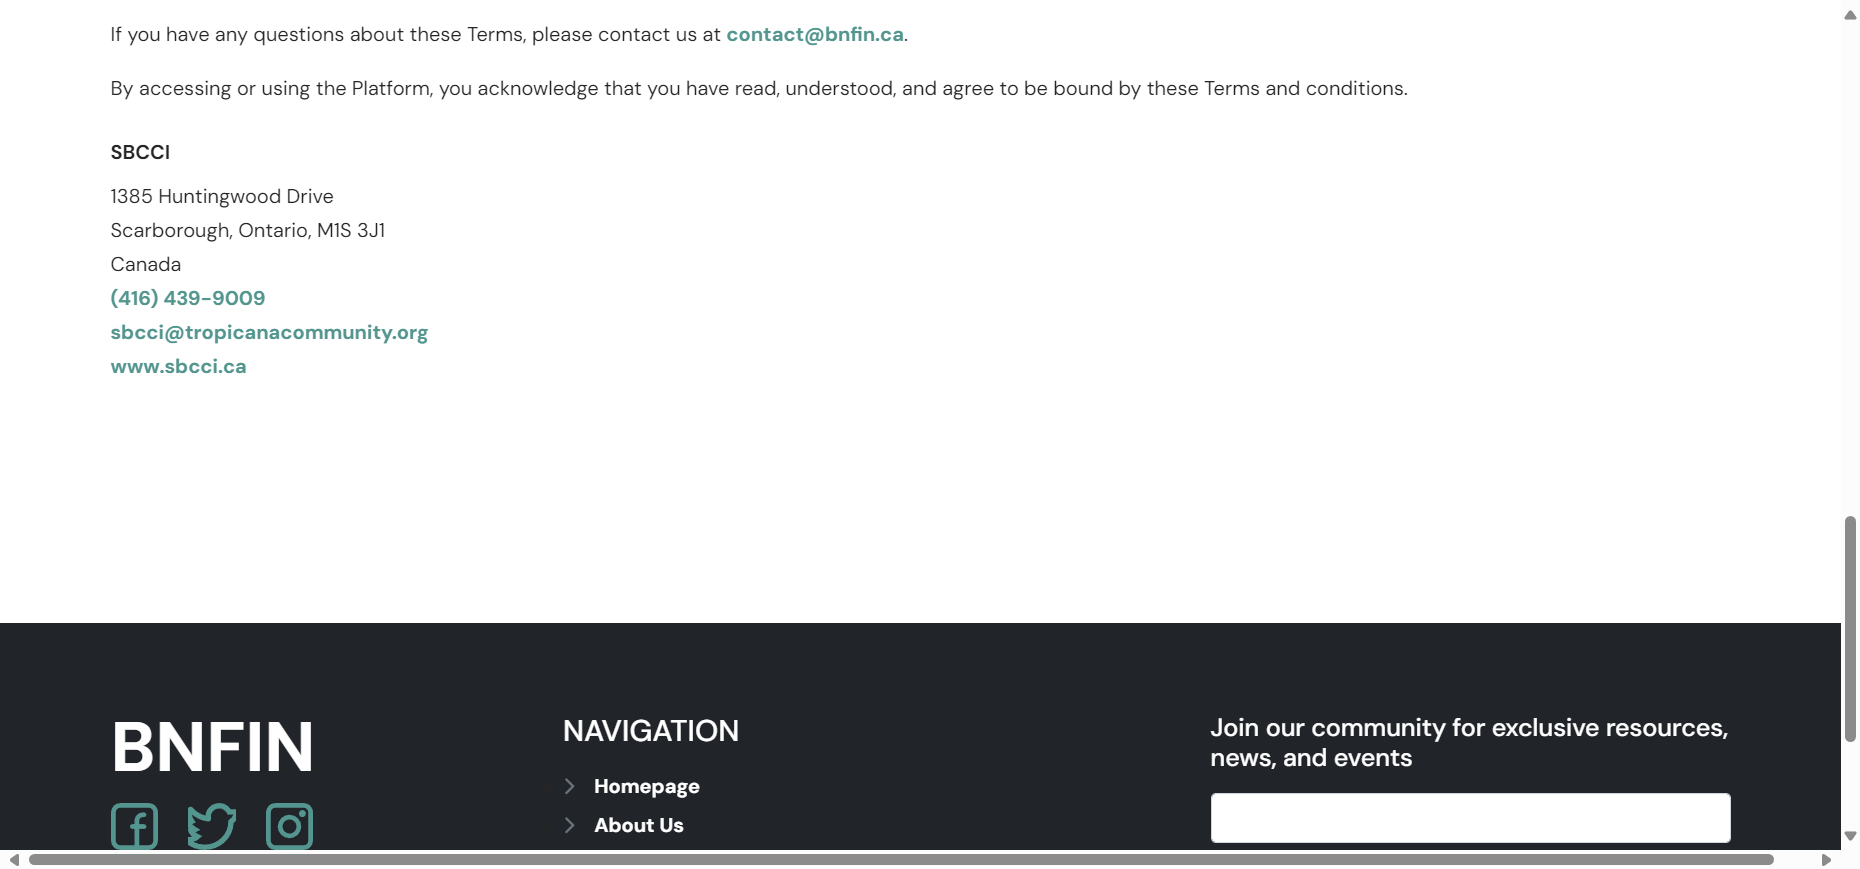 If you have any questions about these Terms, please contact us at contact@bnfin.ca.
By accessing or using the Platform, you acknowledge that you have read, understood, and agree to be bound by these Terms and conditions.
SBCCI
1385 Huntingwood Drive
Scarborough, Ontario, M1S 3J1
Canada
(416) 439-9009
sbcci@tropicanacommunity.org
www.sbcci.ca
BNFIN
NAVIGATION
Homepage
About Us
Join our community for exclusive resources,
news, and events